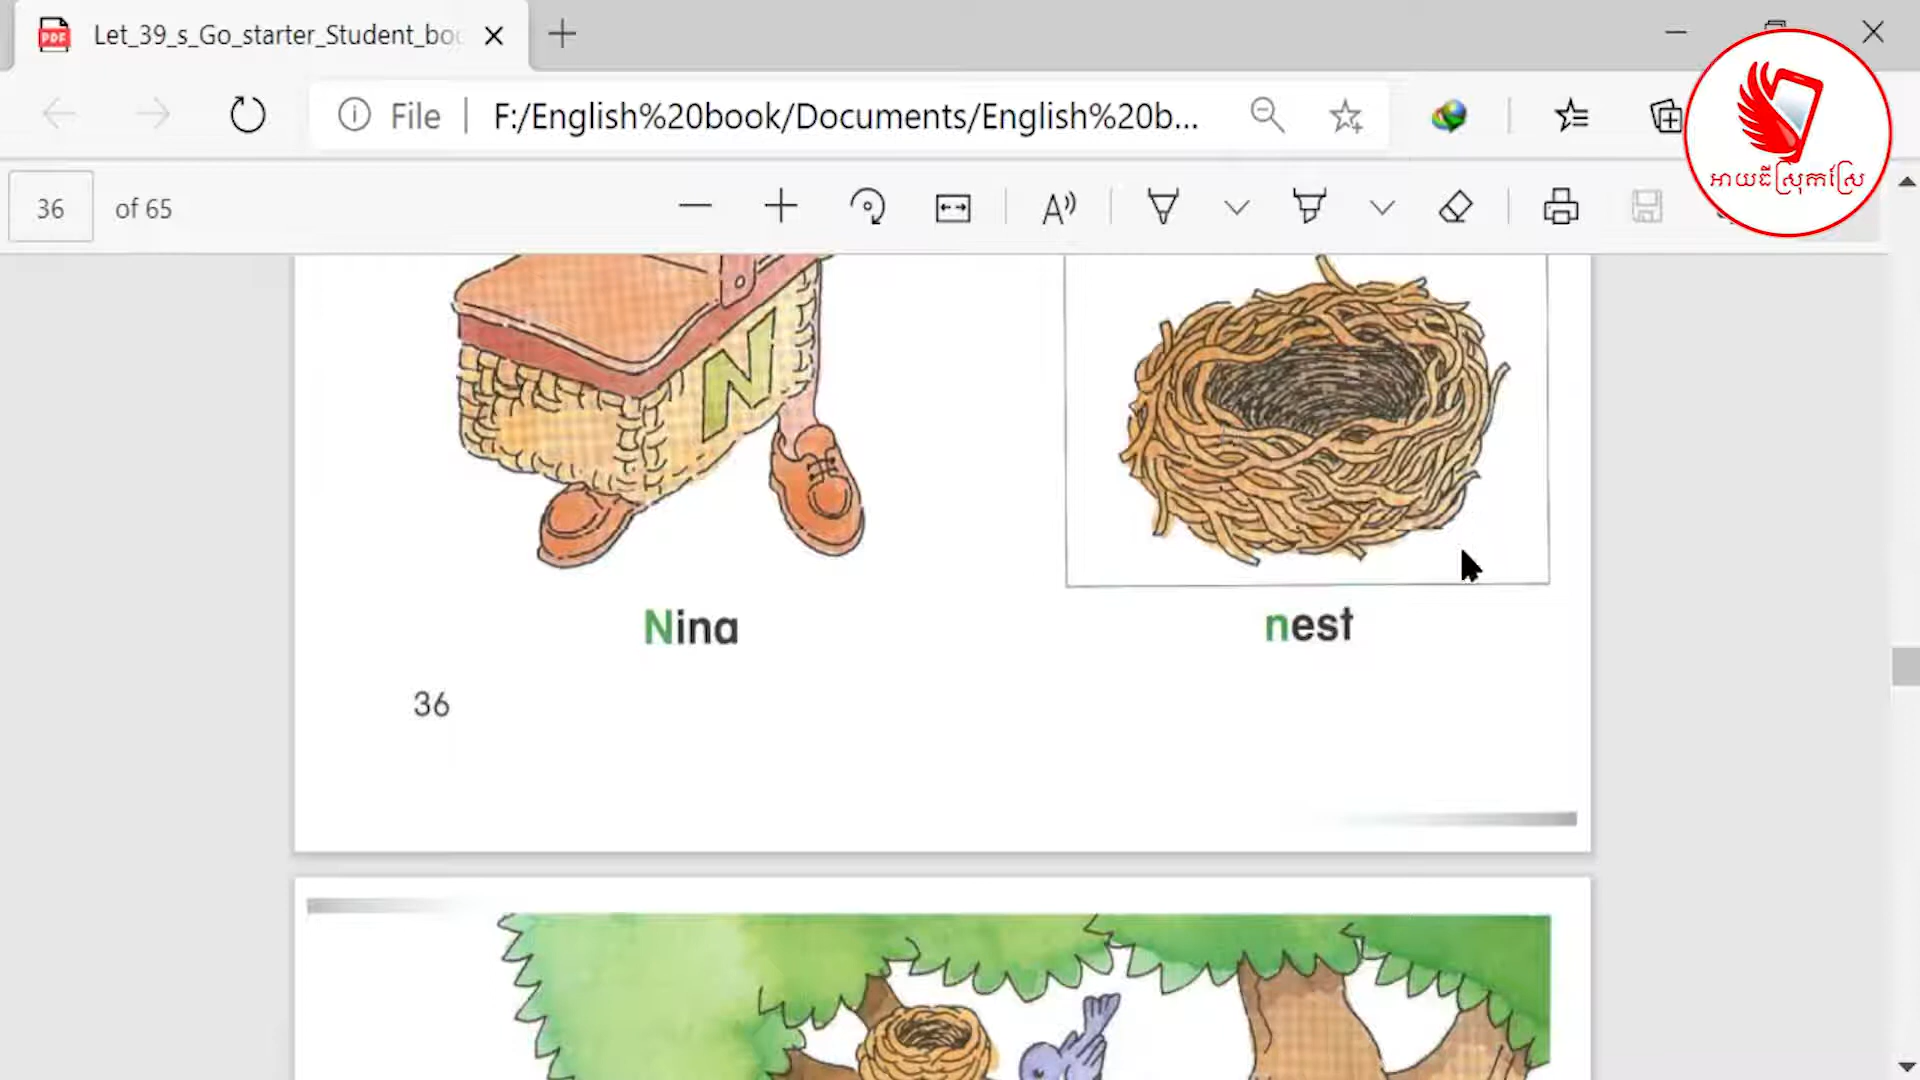 Let_39_s_Go_starter_Student_boo
File
F:/English%20book/Documents/English%20b...
36 of 65
អាយធីស្រុកស្រែ
N
Nina
nest
36